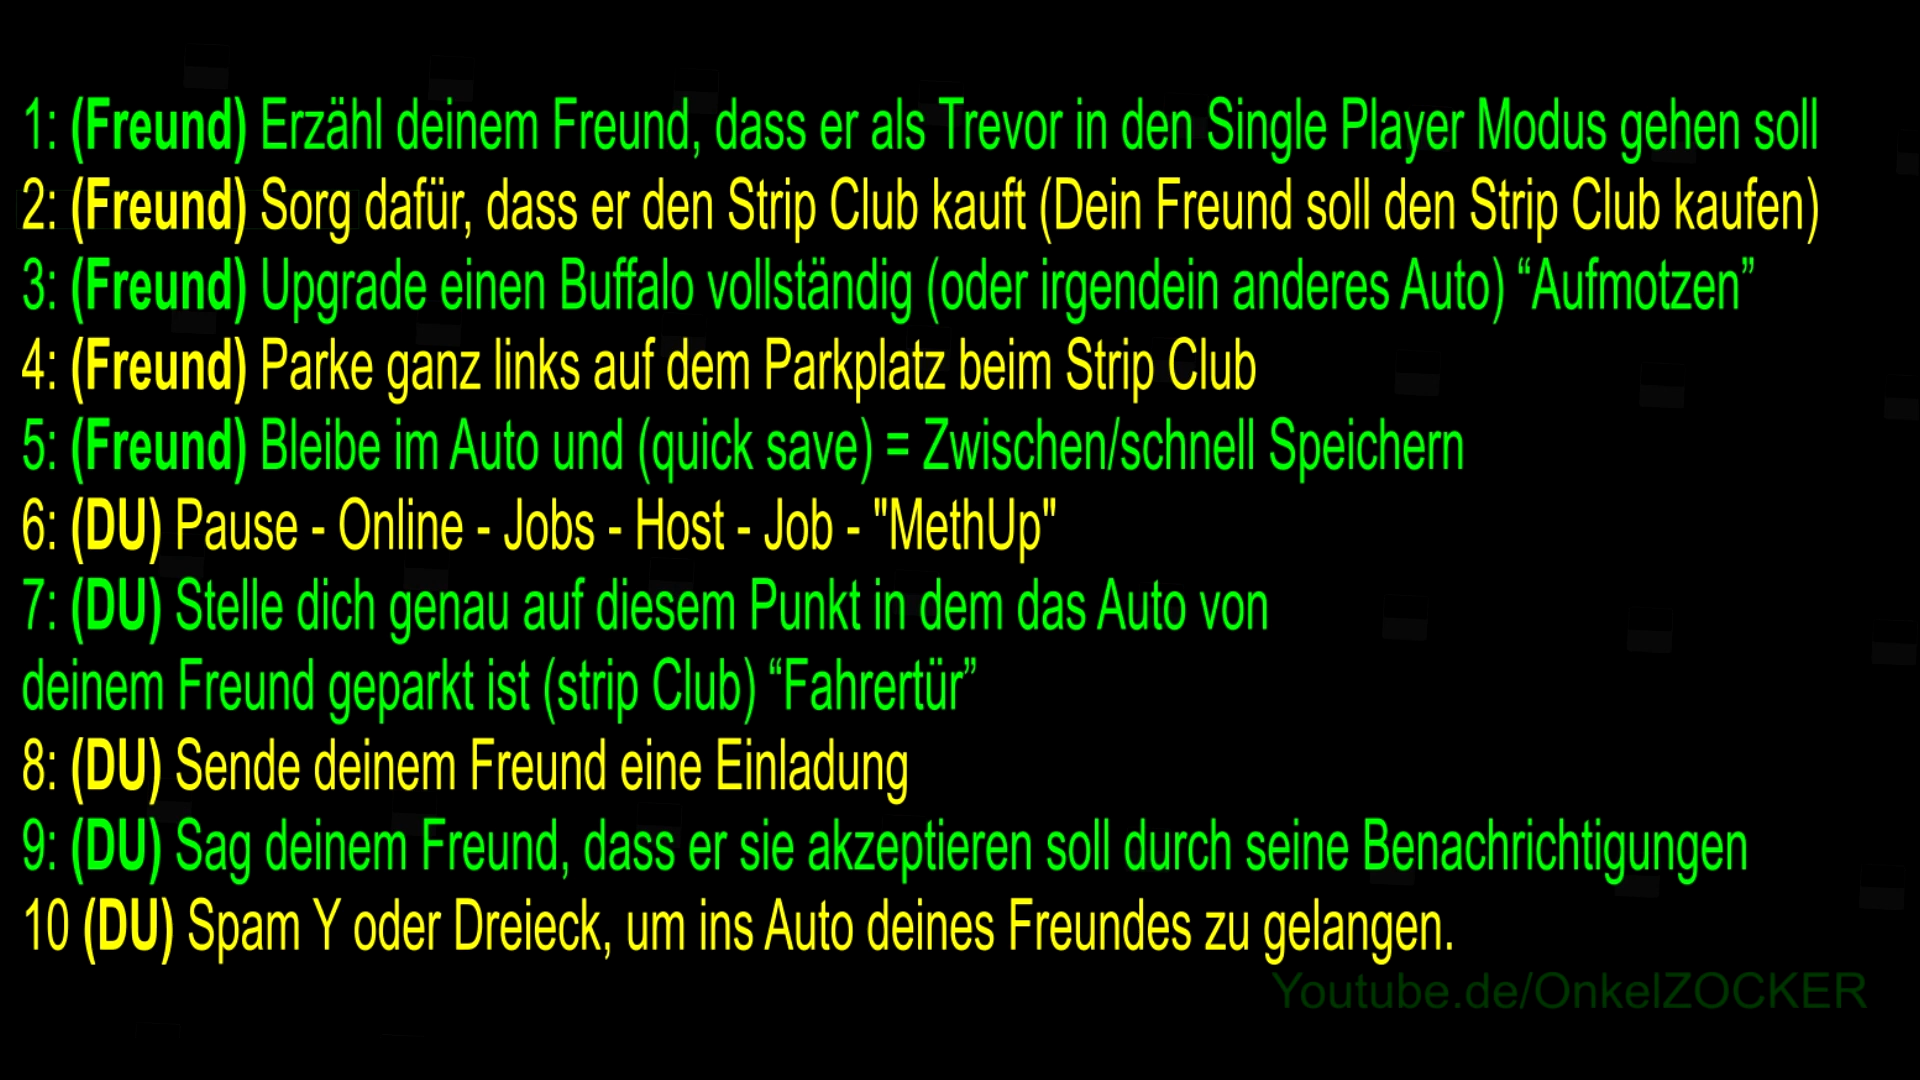 1: (Freund) Erzähl deinem Freund, dass er als Trevor in den Single Player Modus gehen soll
2: (Freund) Sorg dafür, dass er den Strip Club kauft (Dein Freund soll den Strip Club kaufen)
3: (Freund) Upgrade einen Buffalo vollständig (oder irgendein anderes Auto) “Aufmotzen”
4: (Freund) Parke ganz links auf dem Parkplatz beim Strip Club
5: (Freund) Bleibe im Auto und (quick save) = Zwischen/schnell Speichern
6: (DU) Pause - Online - Jobs - Host - Job - "MethUp"
7: (DU) Stelle dich genau auf diesem Punkt in dem das Auto von
deinem Freund geparkt ist (strip Club) “Fahrertür”
8: (DU) Sende deinem Freund eine Einladung
9: (DU) Sag deinem Freund, dass er sie akzeptieren soll durch seine Benachrichtigungen
10 (DU) Spam Y oder Dreieck, um ins Auto deines Freundes zu gelangen.
Youtube.de/OnkelZOCKER